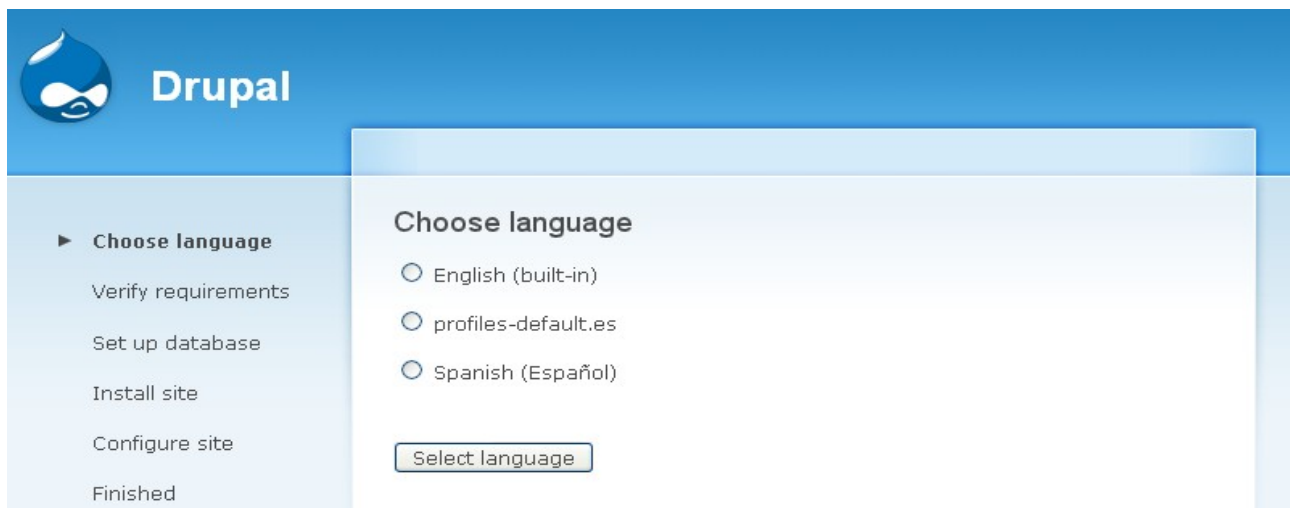 Drupal
Choose language
Verify requirements
Set up database
Install site
Configure site
Finished
Choose language
English (built-in)
profiles-default.es
Spanish (Español)
Select language